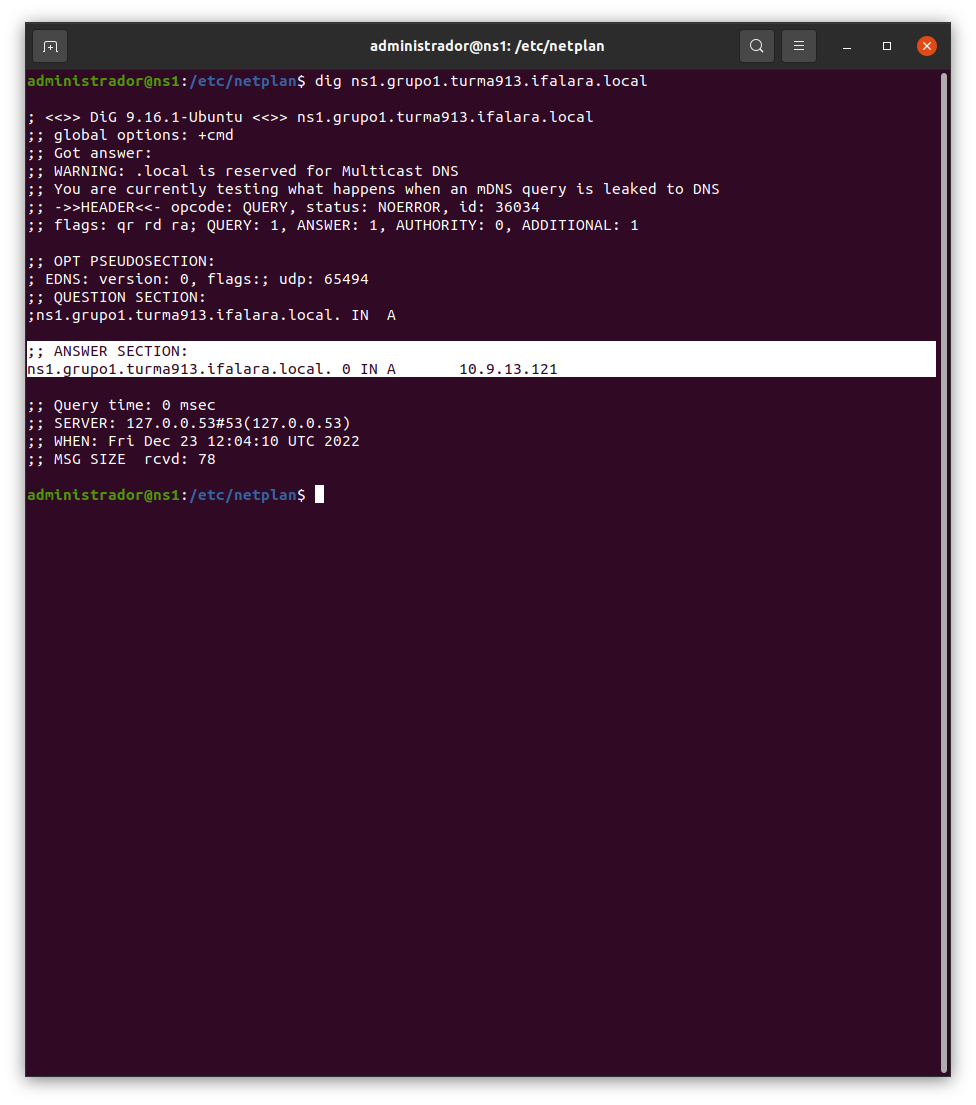 administrador@ns1: /etc/netplan
administrador@ns1:/etc/netplan$ dig ns1.grupo1.turma913.ifalara.local
; <<>> DiG 9.16.1-Ubuntu <<>> ns1.grupo1.turma913.ifalara.local
;; global options: +cmd
;; Got answer:
;; WARNING: .local is reserved for Multicast DNS
;; You are currently testing what happens when an mDNS query is leaked to DNS
;; ->>HEADER<<- opcode: QUERY, status: NOERROR, id: 36034
;; flags: qr rd ra; QUERY: 1, ANSWER: 1, AUTHORITY: 0, ADDITIONAL: 1
;; OPT PSEUDOSECTION:
; EDNS: version: 0, flags:; udp: 65494
;; QUESTION SECTION:
;ns1.grupo1.turma913.ifalara.local. IN  A
;; ANSWER SECTION:
ns1.grupo1.turma913.ifalara.local. 0 IN A       10.9.13.121
;; Query time: 0 msec
;; SERVER: 127.0.0.53#53(127.0.0.53)
;; WHEN: Fri Dec 23 12:04:10 UTC 2022
;; MSG SIZE  rcvd: 78
administrador@ns1:/etc/netplan$